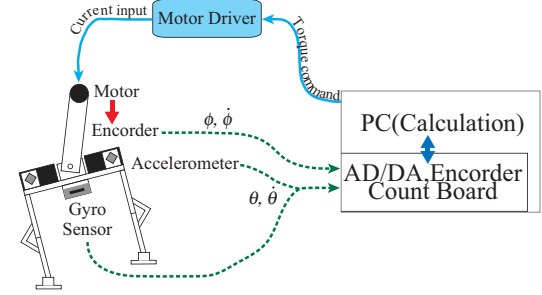 Current input
Motor Driver
Torque command
Motor
Encorder
ϕ, ϕ̇
PC(Calculation)
Accelerometer
AD/DA,Encorder
Count Board
θ, θ̇
Gyro
Sensor